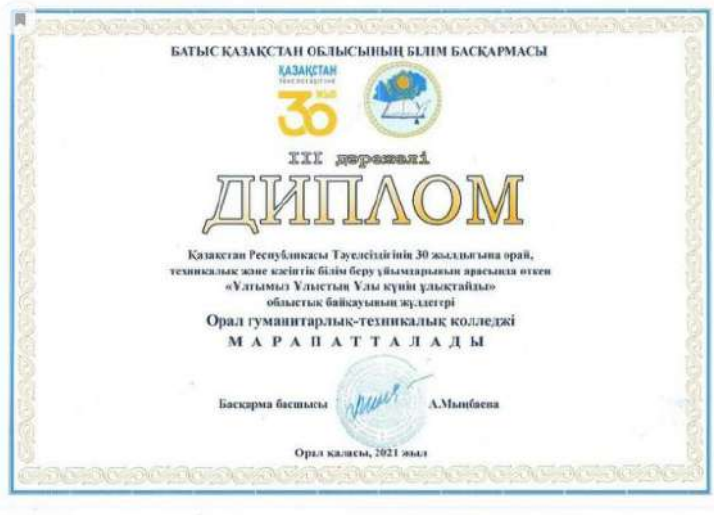 БАТЫС ҚАЗАҚСТАН ОБЛЫСЫНЫҢ БІЛІМ БАСҚАРМАСЫ
ҚАЗАҚСТАН
ТӘУЕЛСІЗДІГІНЕ
30 ЖЫЛ
III дәрежелі
ДИПЛОМ
Қазақстан Республикасы Тәуелсіздігінің 30 жылдығына орай,
техникалық және кәсіптік білім беру ұйымдарының арасында өткен
«Ұлтымыз Ұлыстың Ұлы күнін ұлықтайды»
облыстық байқауының жүлдегері
Орал гуманитарлық-техникалық колледжі
МАРАПАТТАЛАДЫ
Басқарма басшысы А.Мыңбаева
Орал қаласы, 2021 жыл